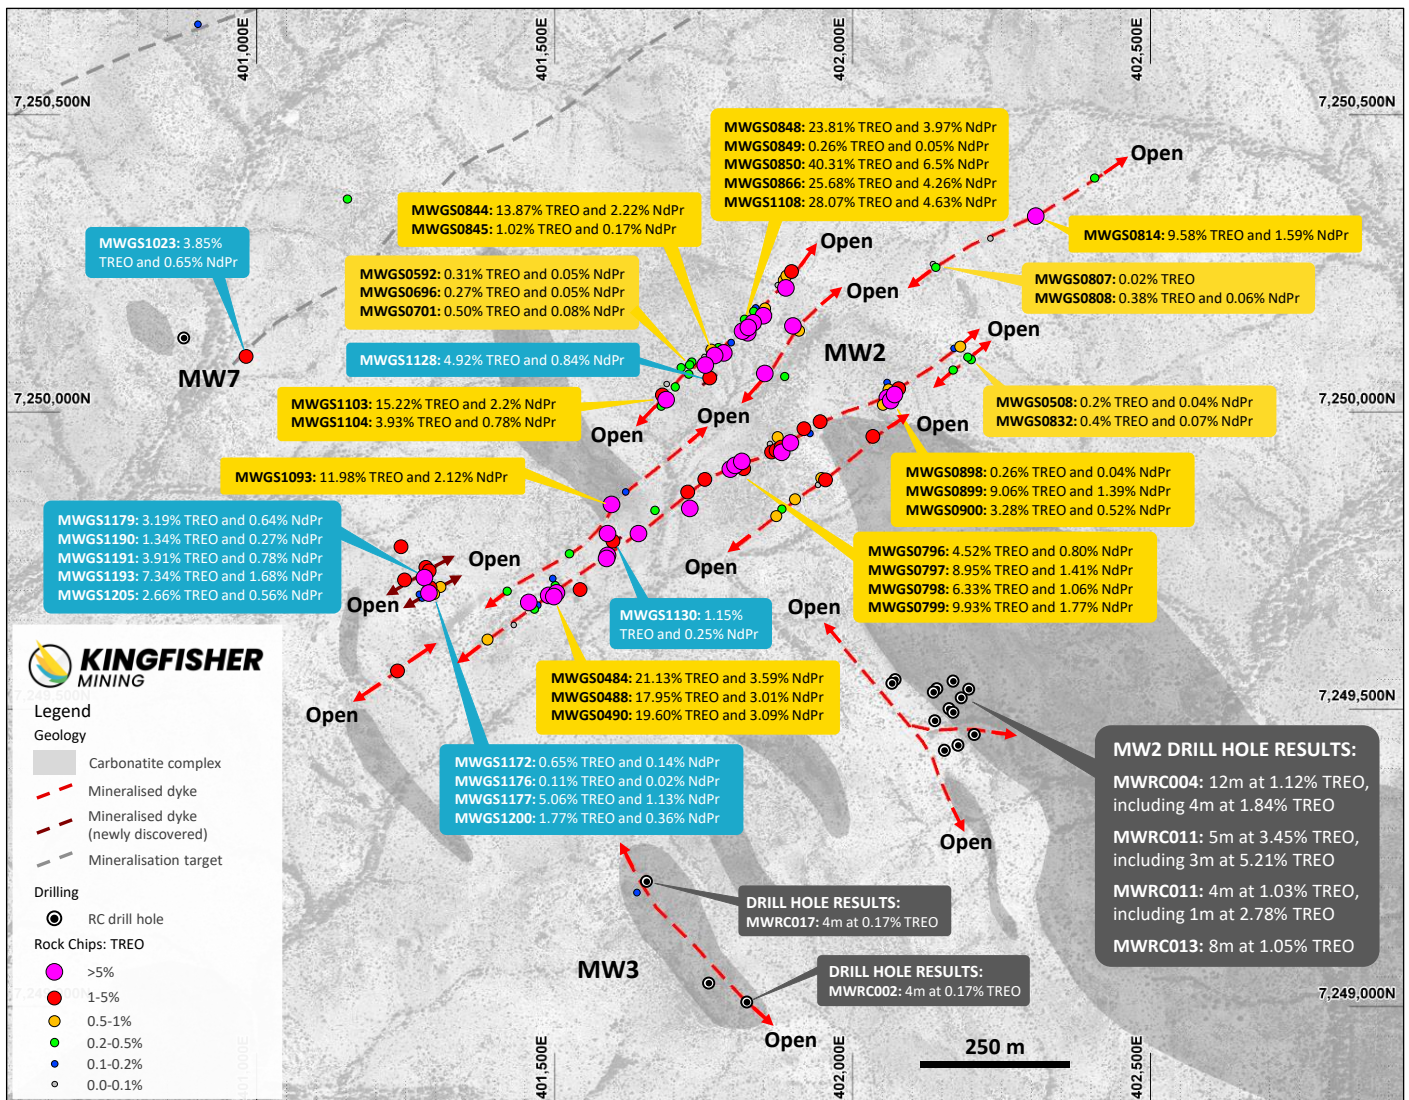 401,000E
401,500E
402,000E
402,500E
7,250,500N
7,250,500N
MWGS0848: 23.81% TREO and 3.97% NdPr
MWGS0849: 0.26% TREO and 0.05% NdPr
MWGS0850: 40.31% TREO and 6.5% NdPr
MWGS0866: 25.68% TREO and 4.26% NdPr
MWGS1108: 28.07% TREO and 4.63% NdPr
Open
MWGS0844: 13.87% TREO and 2.22% NdPr
MWGS0845: 1.02% TREO and 0.17% NdPr
MWGS0814: 9.58% TREO and 1.59% NdPr
MWGS1023: 3.85%
TREO and 0.65% NdPr
Open
MWGS0592: 0.31% TREO and 0.05% NdPr
MWGS0696: 0.27% TREO and 0.05% NdPr
MWGS0701: 0.50% TREO and 0.08% NdPr
MWGS0807: 0.02% TREO
MWGS0808: 0.38% TREO and 0.06% NdPr
Open
Open
MWGS1128: 4.92% TREO and 0.84% NdPr
MW2
MW7
MWGS1103: 15.22% TREO and 2.2% NdPr
MWGS1104: 3.93% TREO and 0.78% NdPr
MWGS0508: 0.2% TREO and 0.04% NdPr
MWGS0832: 0.4% TREO and 0.07% NdPr
7,250,000N
7,250,000N
Open
Open
Open
MWGS1093: 11.98% TREO and 2.12% NdPr
MWGS0898: 0.26% TREO and 0.04% NdPr
MWGS0899: 9.06% TREO and 1.39% NdPr
MWGS0900: 3.28% TREO and 0.52% NdPr
MWGS1179: 3.19% TREO and 0.64% NdPr
MWGS1190: 1.34% TREO and 0.27% NdPr
MWGS1191: 3.91% TREO and 0.78% NdPr
MWGS1193: 7.34% TREO and 1.68% NdPr
MWGS1205: 2.66% TREO and 0.56% NdPr
MWGS0796: 4.52% TREO and 0.80% NdPr
MWGS0797: 8.95% TREO and 1.41% NdPr
MWGS0798: 6.33% TREO and 1.06% NdPr
MWGS0799: 9.93% TREO and 1.77% NdPr
Open
Open
Open
Open
MWGS1130: 1.15%
TREO and 0.25% NdPr
MWGS0484: 21.13% TREO and 3.59% NdPr
MWGS0488: 17.95% TREO and 3.01% NdPr
MWGS0490: 19.60% TREO and 3.09% NdPr
KINGFISHER
MINING
7,249,500N
7,249,500N
Open
Legend
Geology
Carbonatite complex
Mineralised dyke
Mineralised dyke
(newly discovered)
Mineralisation target
Drilling
RC drill hole
Rock Chips: TREO
>5%
1-5%
0.5-1%
0.2-0.5%
0.1-0.2%
0.0-0.1%
MWGS1172: 0.65% TREO and 0.14% NdPr
MWGS1176: 0.11% TREO and 0.02% NdPr
MWGS1177: 5.06% TREO and 1.13% NdPr
MWGS1200: 1.77% TREO and 0.36% NdPr
MW2 DRILL HOLE RESULTS:
MWRC004: 12m at 1.12% TREO,
including 4m at 1.84% TREO
MWRC011: 5m at 3.45% TREO,
including 3m at 5.21% TREO
MWRC011: 4m at 1.03% TREO,
including 1m at 2.78% TREO
MWRC013: 8m at 1.05% TREO
Open
DRILL HOLE RESULTS:
MWRC017: 4m at 0.17% TREO
MW3
DRILL HOLE RESULTS:
MWRC002: 4m at 0.17% TREO
7,249,000N
Open
250 m
401,000E
401,500E
402,000E
402,500E